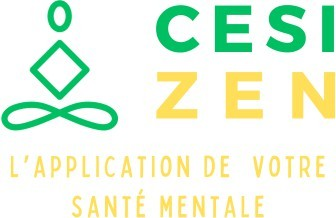 CESI
ZEN
L'APPLICATION DE VOTRE
SANTÉ MENTALE